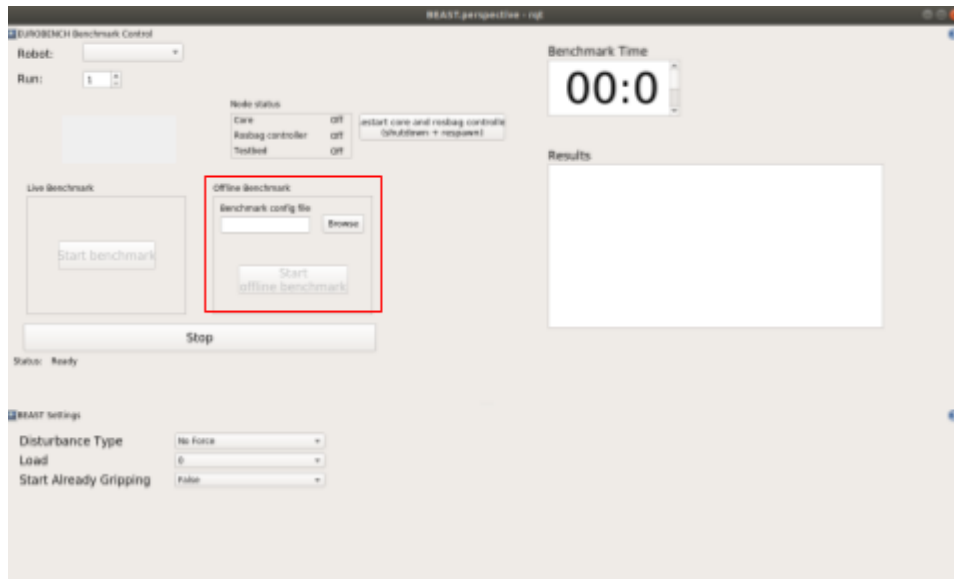 BEAST.perspective - rqt
EUROBENCH Benchmark Control
Robot:
Run: 1
Benchmark Time
00:0
Node status
Core Off
Rosbag controller Off
Testbed Off
estart core and rosbag controlle
(shutdown + respawn)
Results
Live Benchmark
Start benchmark
Offline Benchmark
Benchmark config file
Browse
Start
offline benchmark
Stop
Status: Ready
BEAST Settings
Disturbance Type No Force
Load 0
Start Already Gripping False